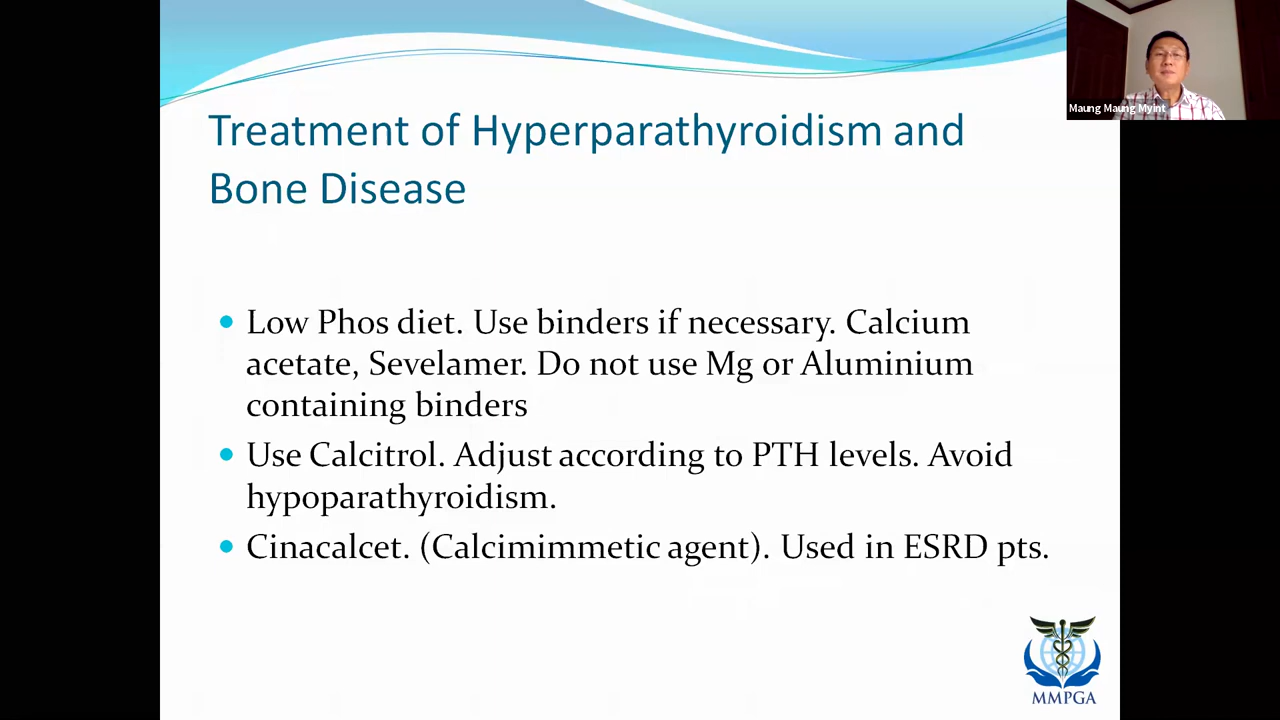 Maung Maung Myint
Treatment of Hyperparathyroidism and
Bone Disease
Low Phos diet. Use binders if necessary. Calcium
acetate, Sevelamer. Do not use Mg or Aluminium
containing binders
Use Calcitrol. Adjust according to PTH levels. Avoid
hypoparathyroidism.
Cinacalcet. (Calcimimmetic agent). Used in ESRD pts.
MMPGA